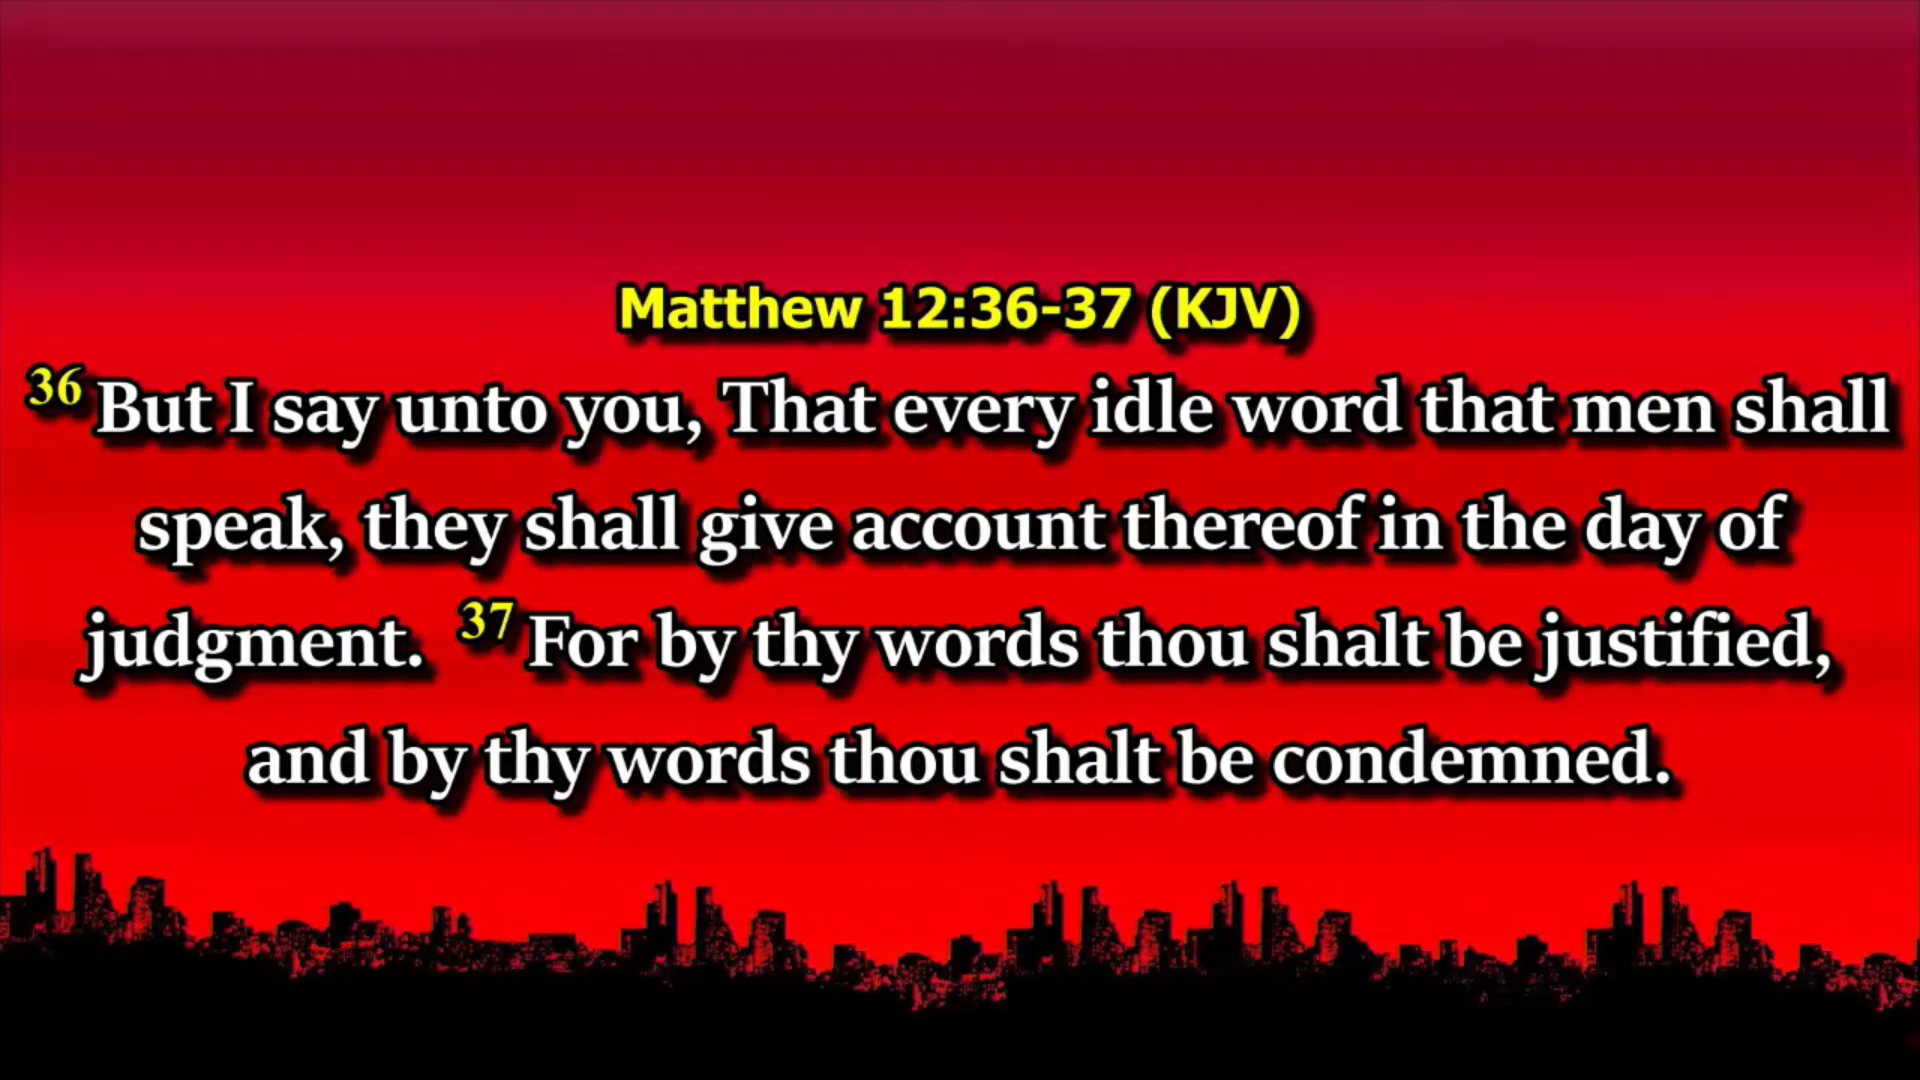 Matthew 12:36-37 (KJV)
36 But I say unto you, That every idle word that men shall
speak, they shall give account thereof in the day of
judgment. 37 For by thy words thou shalt be justified,
and by thy words thou shalt be condemned.